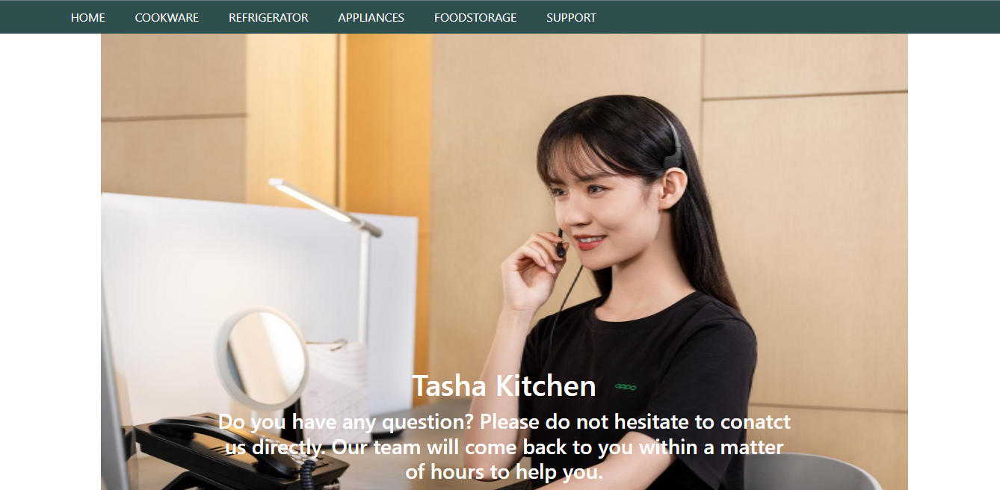 HOME COOKWARE REFRIGERATOR APPLIANCES FOODSTORAGE SUPPORT
oppo
Tasha Kitchen
Do you have any question? Please do not hesitate to conatct
us directly. Our team will come back to you within a matter
of hours to help you.